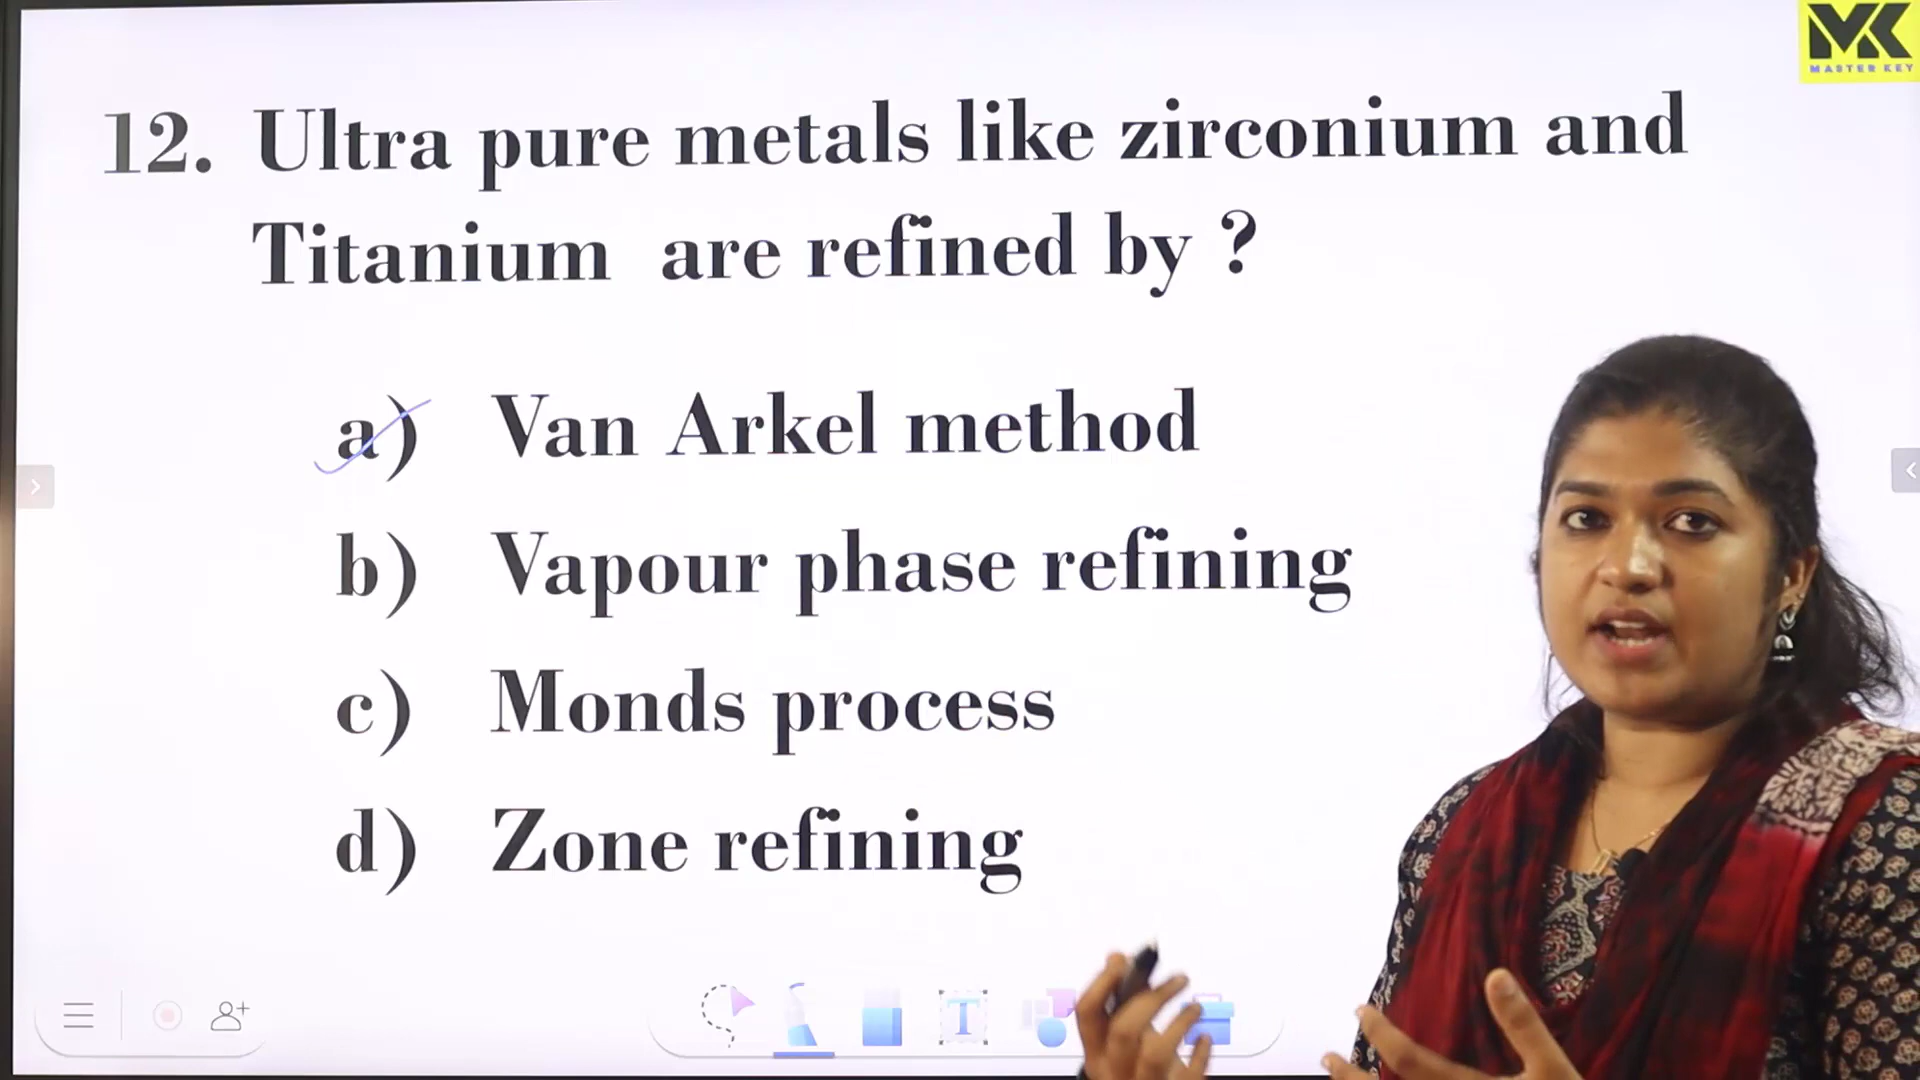 MK
MASTER KEY
12. Ultra pure metals like zirconium and
Titanium are refined by ?
a) Van Arkel method
b) Vapour phase refining
c) Monds process
d) Zone refining
T